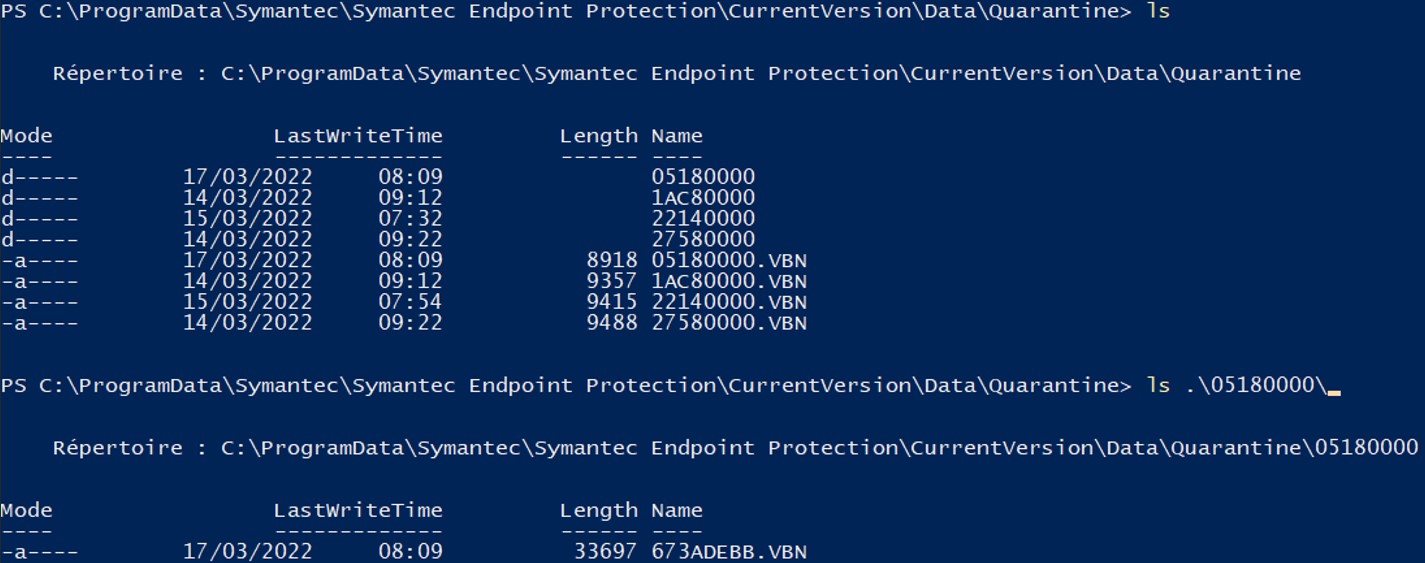 PS C:\ProgramData\Symantec\Symantec Endpoint Protection\CurrentVersion\Data\Quarantine> ls
Répertoire : C:\ProgramData\Symantec\Symantec Endpoint Protection\CurrentVersion\Data\Quarantine
Mode LastWriteTime Length Name
---- ------------- ------ ----
d----- 17/03/2022 08:09 05180000
d----- 14/03/2022 09:12 1AC80000
d----- 15/03/2022 07:32 22140000
d----- 14/03/2022 09:22 27580000
-a---- 17/03/2022 08:09 8918 05180000.VBN
-a---- 14/03/2022 09:12 9357 1AC80000.VBN
-a---- 15/03/2022 07:54 9415 22140000.VBN
-a---- 14/03/2022 09:22 9488 27580000.VBN
PS C:\ProgramData\Symantec\Symantec Endpoint Protection\CurrentVersion\Data\Quarantine> ls .\05180000\
Répertoire : C:\ProgramData\Symantec\Symantec Endpoint Protection\CurrentVersion\Data\Quarantine\05180000
Mode LastWriteTime Length Name
---- ------------- ------ ----
-a---- 17/03/2022 08:09 33697 673ADEBB.VBN